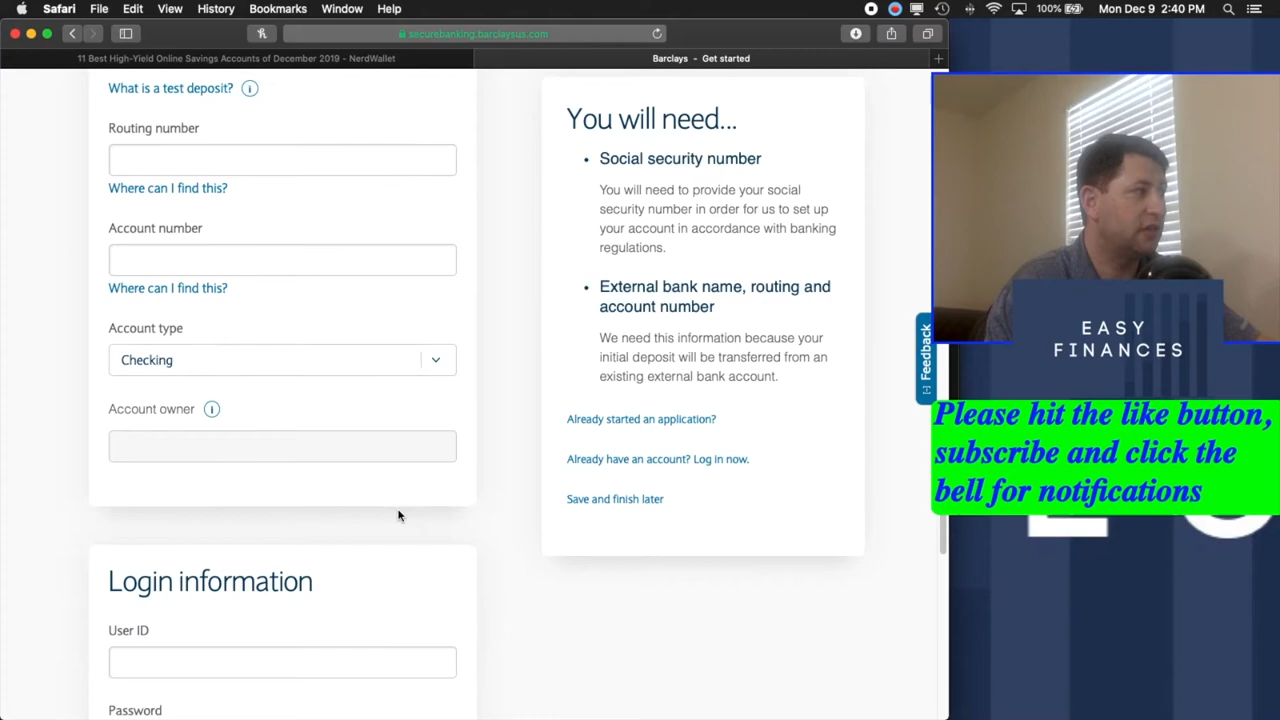 Safari File Edit View History Bookmarks Window Help 100% Mon Dec 9 2:40 PM
securebanking.barclaysus.com
11 Best High-Yield Online Savings Accounts of December 2019 - NerdWallet
Barclays - Get started
What is a test deposit?
Routing number
Where can I find this?
Account number
Where can I find this?
Account type
Checking
Account owner
Login information
User ID
Password
You will need...
• Social security number
You will need to provide your social
security number in order for us to set up
your account in accordance with banking
regulations.
• External bank name, routing and
account number
We need this information because your
initial deposit will be transferred from an
existing external bank account.
Already started an application?
Already have an account? Log in now.
Save and finish later
[-] Feedback
EASY
FINANCES
Please hit the like button,
subscribe and click the
bell for notifications